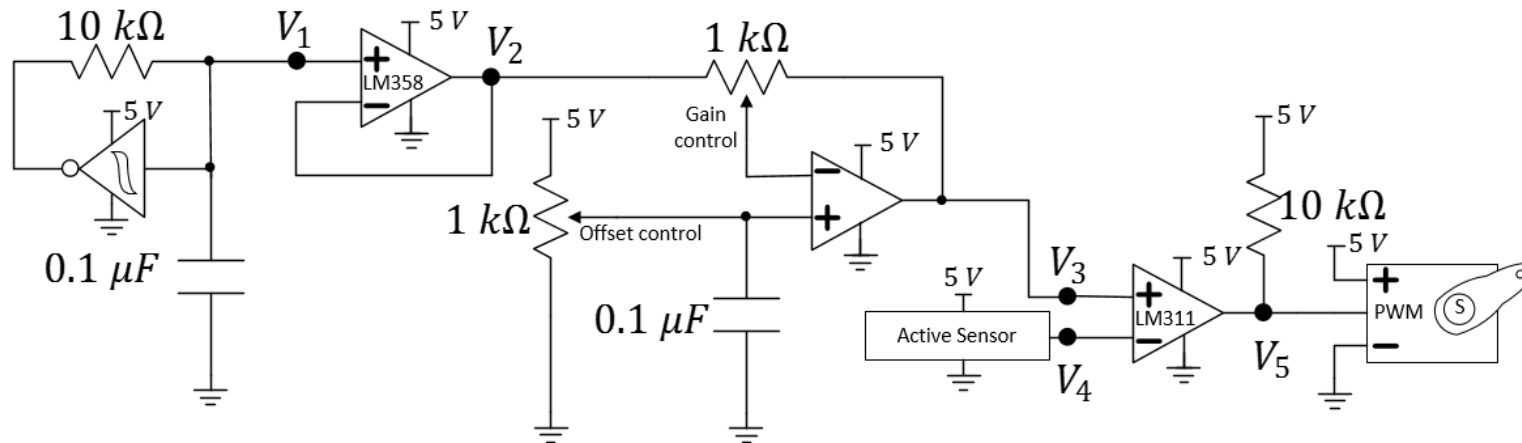 10 kΩ
V₁
5 V
V₂
1 kΩ
LM358
5 V
5 V
Gain
control
5 V
5 V
1 kΩ
Offset control
10 kΩ
0.1 μF
V₃
5 V
5 V
5 V
0.1 μF
LM311
PWM
S
Active Sensor
V₄
V₅